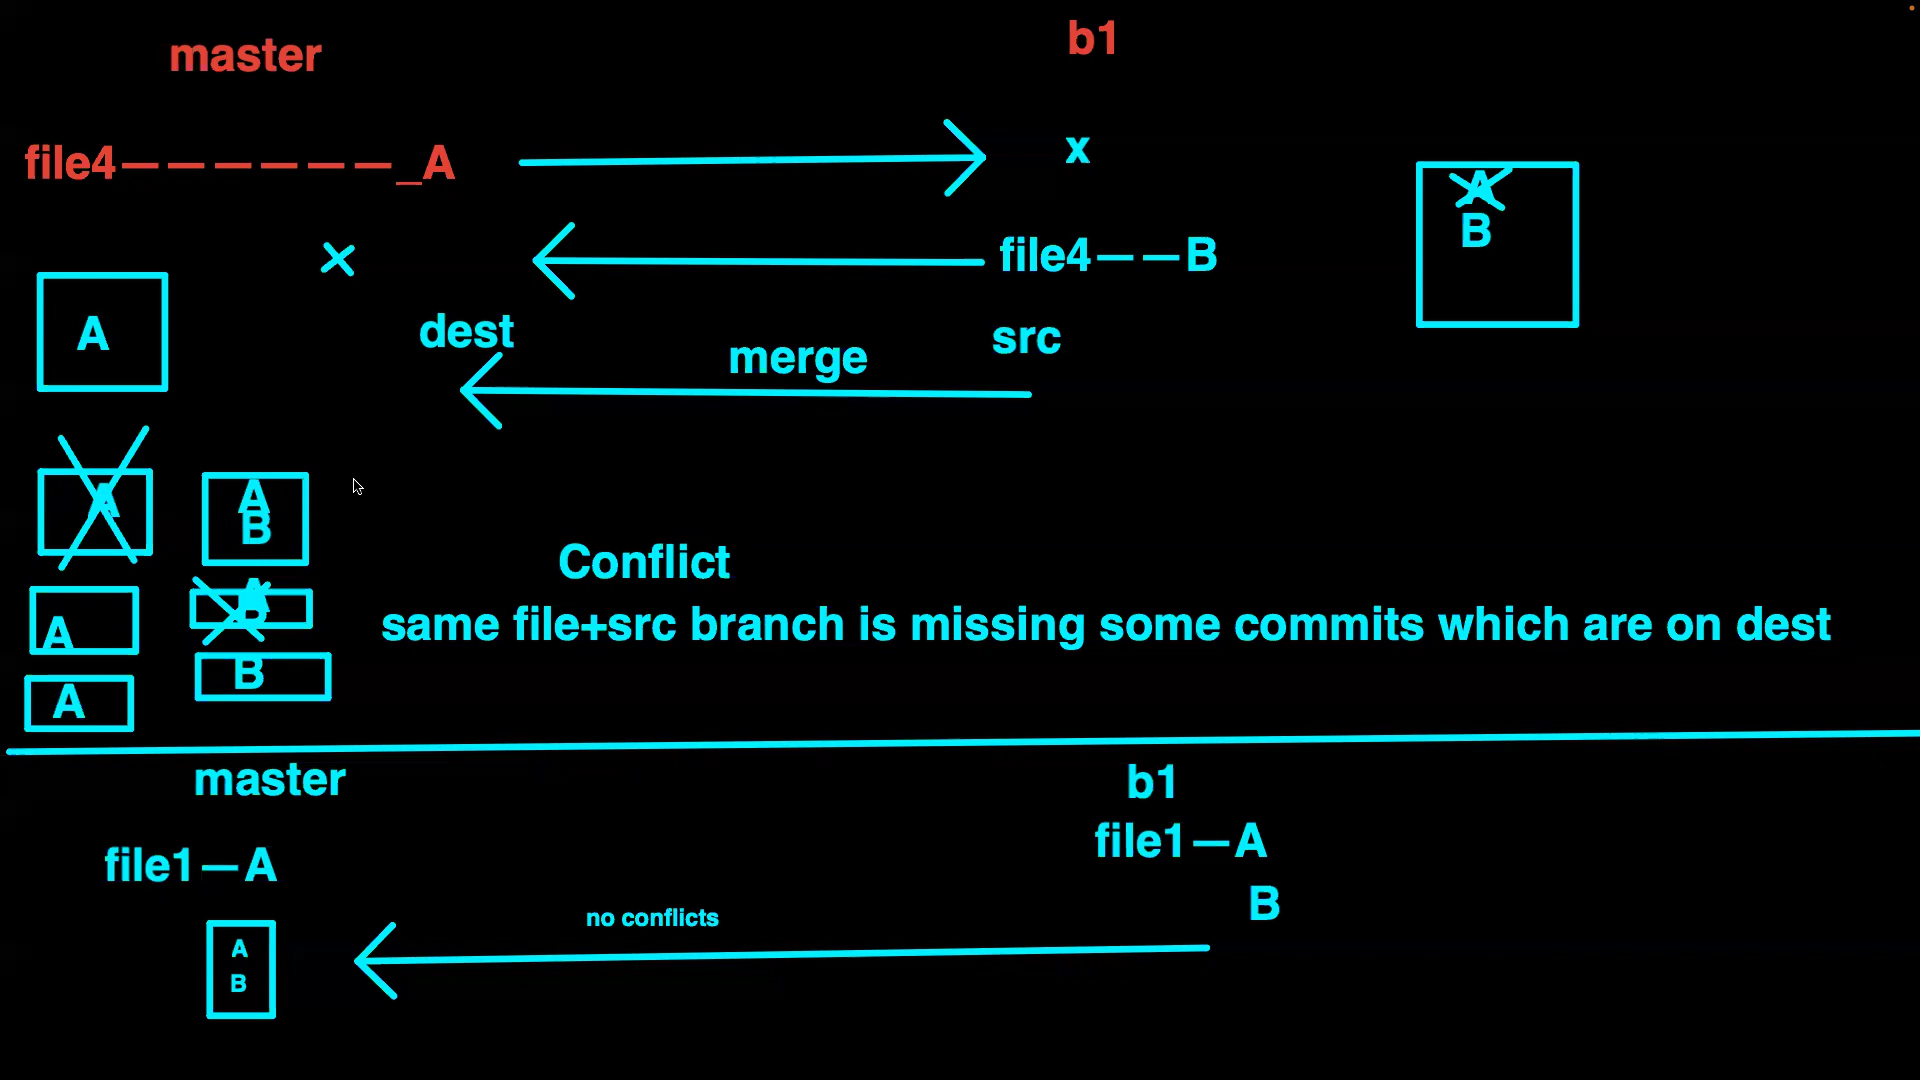 master
b1
file4——————_A
x
A
B
file4——B
A
dest
src
merge
A
A
B
Conflict
A
B
same file+src branch is missing some commits which are on dest
A
B
A
master
b1
file1—A
file1—A
B
no conflicts
A
B